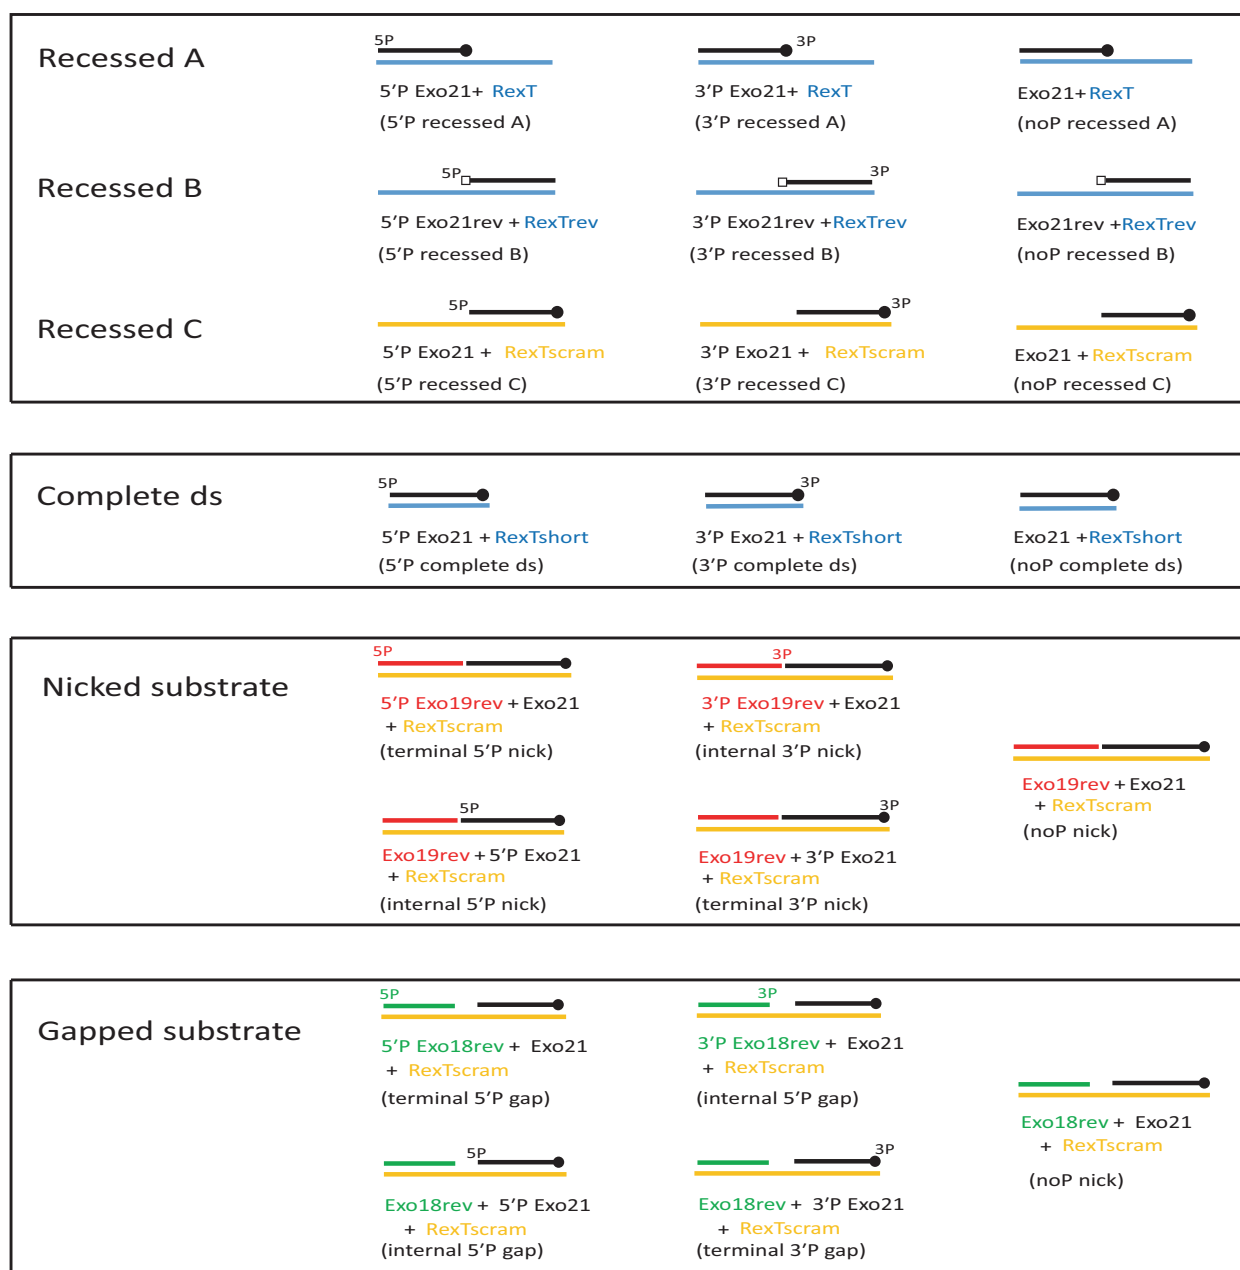 Recessed A
5P
3P
5′P Exo21+ RexT
3′P Exo21+ RexT
Exo21+RexT
(5′P recessed A)
(3′P recessed A)
(noP recessed A)
Recessed B
5P
3P
5′P Exo21rev + RexTrev
3′P Exo21rev +RexTrev
Exo21rev +RexTrev
(5′P recessed B)
(3′P recessed B)
(noP recessed B)
Recessed C
5P
3P
5′P Exo21 + RexTscram
3′P Exo21 + RexTscram
Exo21 + RexTscram
(5′P recessed C)
(3′P recessed C)
(noP recessed C)
Complete ds
5P
3P
5′P Exo21 + RexTshort
3′P Exo21 + RexTshort
Exo21 +RexTshort
(5′P complete ds)
(3′P complete ds)
(noP complete ds)
Nicked substrate
5P
5′P Exo19rev + Exo21
+ RexTscram
(terminal 5′P nick)
3P
3′P Exo19rev + Exo21
+ RexTscram
(internal 3′P nick)
5P
Exo19rev + 5′P Exo21
+ RexTscram
(internal 5′P nick)
3P
Exo19rev + 3′P Exo21
+ RexTscram
(terminal 3′P nick)
Exo19rev + Exo21
+ RexTscram
(noP nick)
Gapped substrate
5P
5′P Exo18rev + Exo21
+ RexTscram
(terminal 5′P gap)
3P
3′P Exo18rev + Exo21
+ RexTscram
(internal 5′P gap)
5P
Exo18rev + 5′P Exo21
+ RexTscram
(internal 5′P gap)
3P
Exo18rev + 3′P Exo21
+ RexTscram
(terminal 3′P gap)
Exo18rev + Exo21
+ RexTscram
(noP nick)